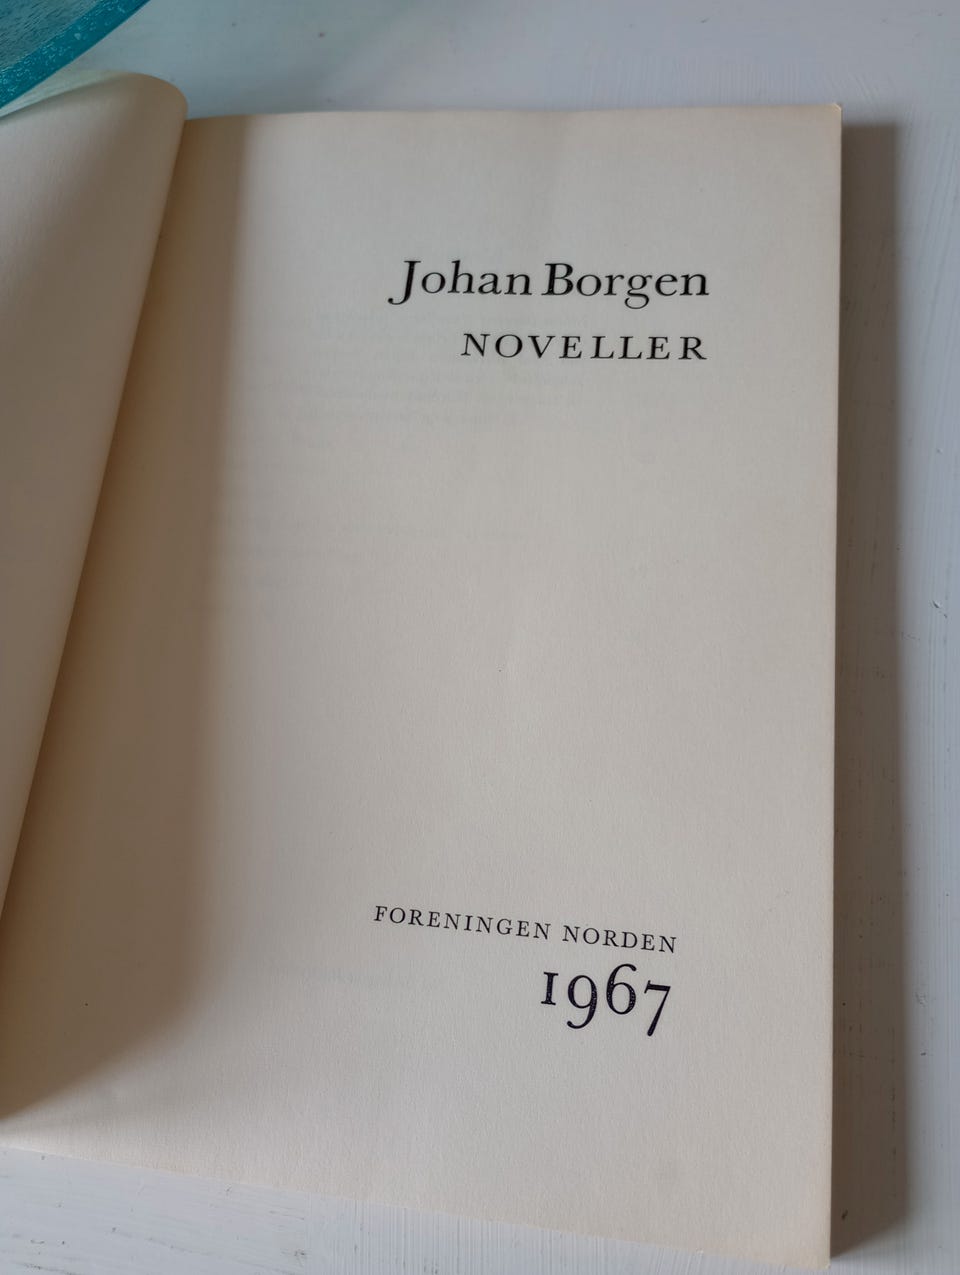 Johan Borgen
NOVELLER
FORENINGEN NORDEN
1967